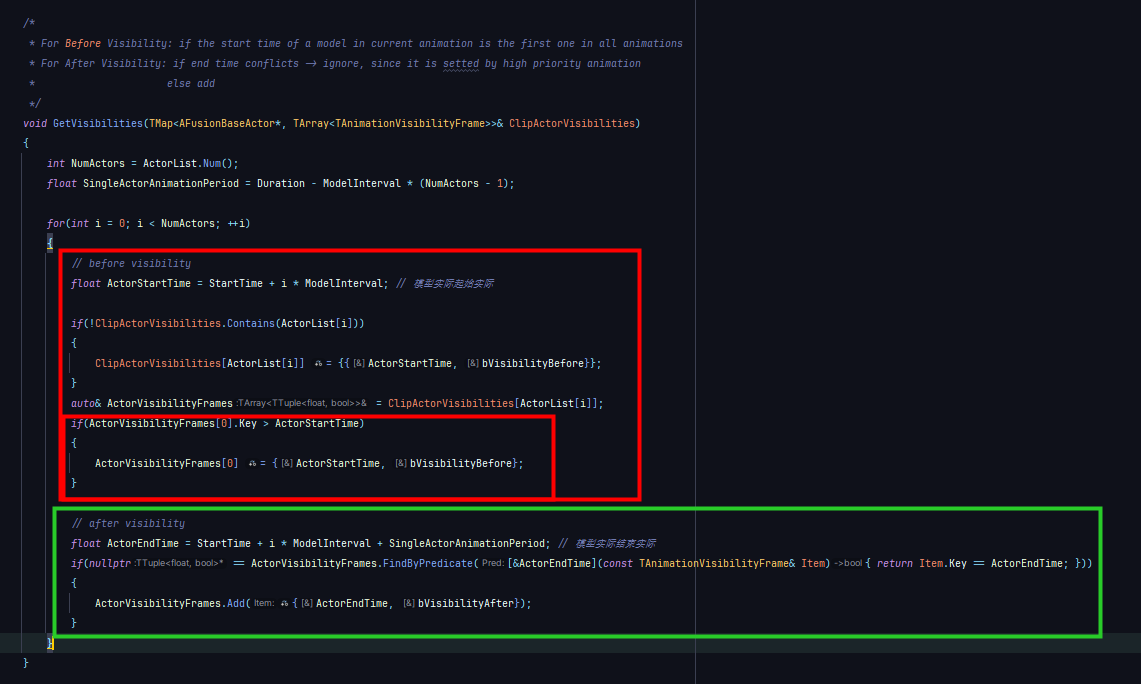 /*
* For Before Visibility: if the start time of a model in current animation is the first one in all animations
* For After Visibility: if end time conflicts → ignore, since it is setted by high priority animation
* else add
*/
void GetVisibilities(TMap<AFusionBaseActor*, TArray<TAnimationVisibilityFrame>>& ClipActorVisibilities)
{
int NumActors = ActorList.Num();
float SingleActorAnimationPeriod = Duration - ModelInterval * (NumActors - 1);
for(int i = 0; i < NumActors; ++i)
{
// before visibility
float ActorStartTime = StartTime + i * ModelInterval; // 模型实际起始实际
if(!ClipActorVisibilities.Contains(ActorList[i]))
{
ClipActorVisibilities[ActorList[i]] = {{[&]ActorStartTime, [&]bVisibilityBefore}};
}
auto& ActorVisibilityFrames :TArray<TTuple<float, bool>>& = ClipActorVisibilities[ActorList[i]];
if(ActorVisibilityFrames[0].Key > ActorStartTime)
{
ActorVisibilityFrames[0] = {[&]ActorStartTime, [&]bVisibilityBefore};
}
// after visibility
float ActorEndTime = StartTime + i * ModelInterval + SingleActorAnimationPeriod; // 模型实际结束实际
if(nullptr :TTuple<float, bool>* == ActorVisibilityFrames.FindByPredicate( Pred: [&ActorEndTime](const TAnimationVisibilityFrame& Item) ->bool { return Item.Key == ActorEndTime; }))
{
ActorVisibilityFrames.Add( Item: {[&]ActorEndTime, [&]bVisibilityAfter});
}
}
}